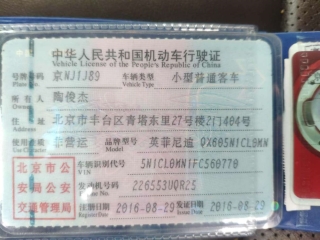 中华人民共和国机动车行驶证
Vehicle License of the People's Republic of China
号牌号码 京NJ1J89 车辆类型 小型普通客车
Plate No. Vehicle Type
所有人 陶俊杰
Owner
住址 北京市丰台区青塔东里27号楼2门404号
Address
使用性质 非营运 品牌型号 英菲尼迪 QX605N1CL0MN
Use Character Model
北京市公 车辆识别代号 5N1CL0MN1FC560770
VIN
安局公安 发动机号码 226553UQR25
Engine No.
交通管理局 注册日期 2016-08-29 发证日期 2016-08-29
Register Date Issue Date